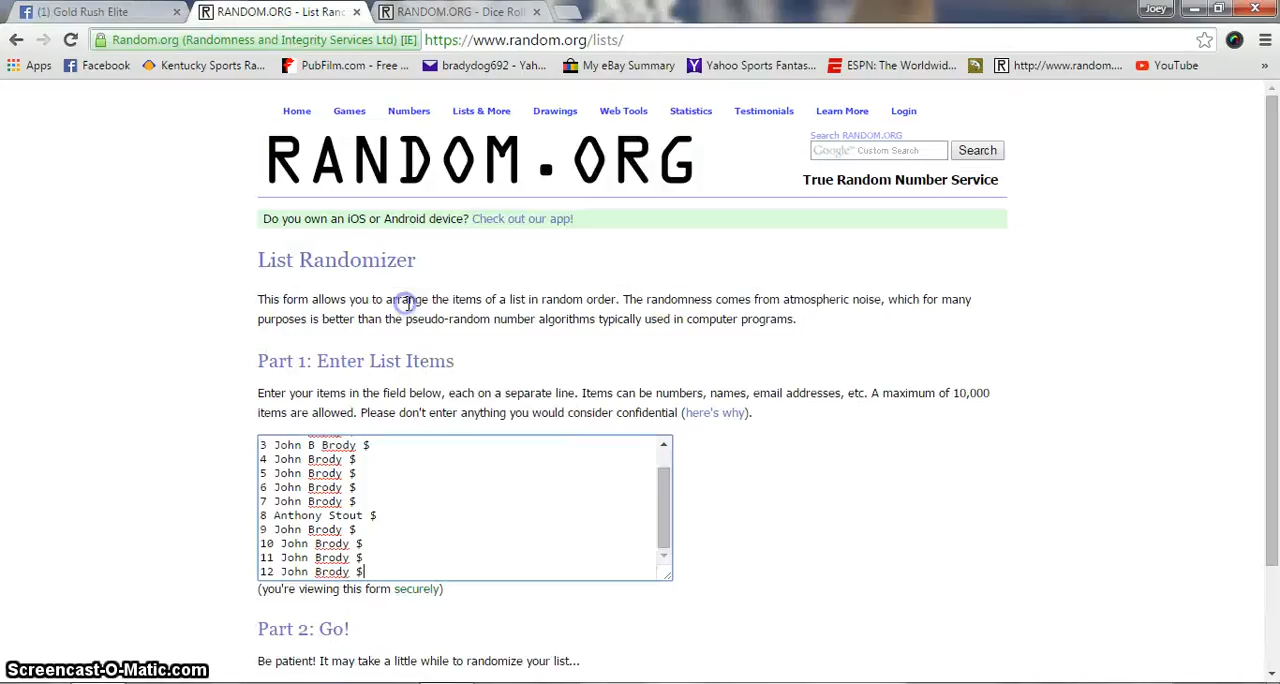 (1) Gold Rush Elite
RANDOM.ORG - List Ran
RANDOM.ORG - Dice Roll
Joey
Random.org (Randomness and Integrity Services Ltd) [IE]
https://www.random.org/lists/
Apps
Facebook
Kentucky Sports Ra...
PubFilm.com - Free ...
bradydog692 - Yah...
My eBay Summary
Yahoo Sports Fantas...
ESPN: The Worldwid...
http://www.random....
YouTube
»
Home Games Numbers Lists & More Drawings Web Tools Statistics Testimonials Learn More Login
RANDOM.ORG
Search RANDOM.ORG
Google™ Custom Search
Search
True Random Number Service
Do you own an iOS or Android device? Check out our app!
List Randomizer
This form allows you to arrange the items of a list in random order. The randomness comes from atmospheric noise, which for many
purposes is better than the pseudo-random number algorithms typically used in computer programs.
Part 1: Enter List Items
Enter your items in the field below, each on a separate line. Items can be numbers, names, email addresses, etc. A maximum of 10,000
items are allowed. Please don't enter anything you would consider confidential (here's why).
3 John B Brody $
4 John Brody $
5 John Brody $
6 John Brody $
7 John Brody $
8 Anthony Stout $
9 John Brody $
10 John Brody $
11 John Brody $
12 John Brody $
(you're viewing this form securely)
Part 2: Go!
Be patient! It may take a little while to randomize your list...
Screencast-O-Matic.com